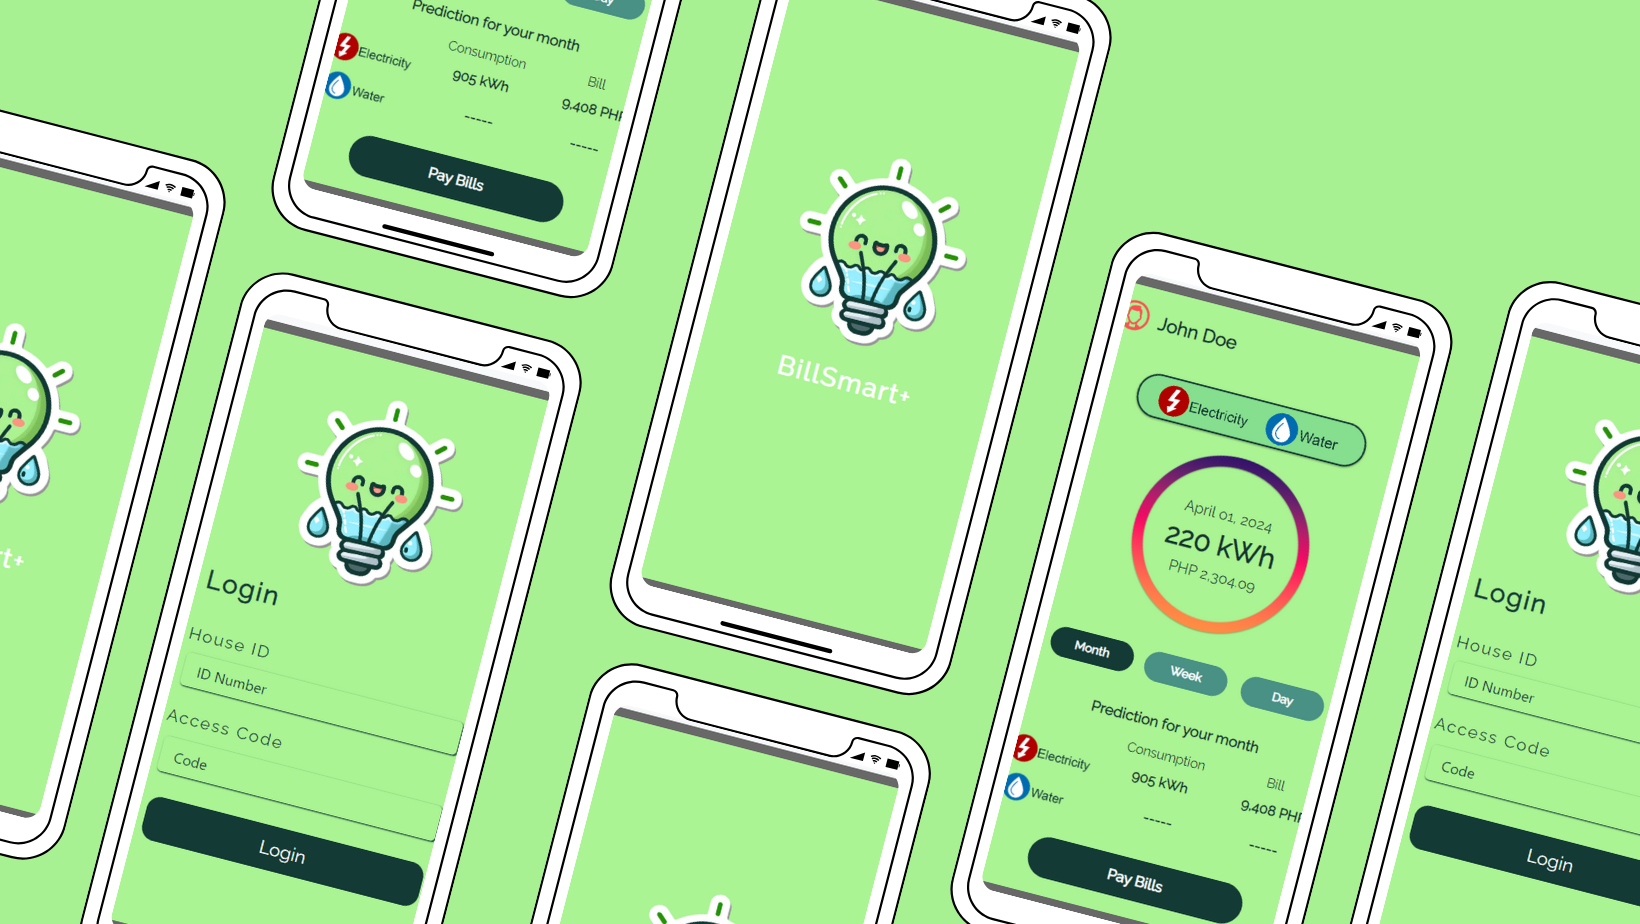 Prediction for your month
Consumption
Bill
Electricity
905 kWh
9,408 PHP
Water
-----
-----
Pay Bills
BillSmart+
Login
House ID
ID Number
Access Code
Code
Login
John Doe
Electricity
Water
April 01, 2024
220 kWh
PHP 2,304.09
Month
Week
Day
Prediction for your month
Consumption
Bill
Electricity
905 kWh
9,408 PHP
Water
-----
-----
Pay Bills
Login
House ID
ID Number
Access Code
Code
Login